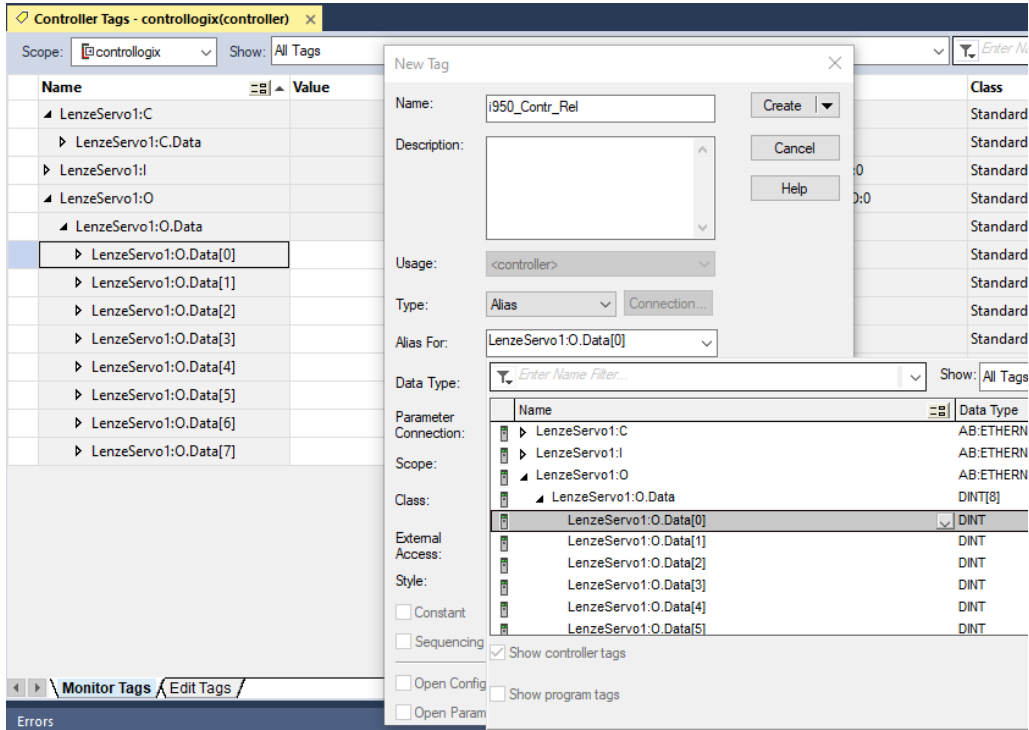 Controller Tags - controllogix(controller)
Scope: controllogix Show: All Tags Enter Na
Name Value Class
LenzeServo1:C Standard
LenzeServo1:C.Data Standard
LenzeServo1:I :0 Standard
LenzeServo1:O O:0 Standard
LenzeServo1:O.Data Standard
LenzeServo1:O.Data[0] Standard
LenzeServo1:O.Data[1] Standard
LenzeServo1:O.Data[2] Standard
LenzeServo1:O.Data[3] Standard
LenzeServo1:O.Data[4]
LenzeServo1:O.Data[5]
LenzeServo1:O.Data[6]
LenzeServo1:O.Data[7]
Monitor Tags Edit Tags
Errors
New Tag
Name: i950_Contr_Rel Create
Description: Cancel
Help
Usage: <controller>
Type: Alias Connection...
Alias For: LenzeServo1:O.Data[0]
Data Type:
Parameter
Connection:
Scope:
Class:
External
Access:
Style:
Constant
Sequencing
Open Config
Open Param
Enter Name Filter... Show: All Tags
Name Data Type
LenzeServo1:C AB:ETHERN
LenzeServo1:I AB:ETHERN
LenzeServo1:O AB:ETHERN
LenzeServo1:O.Data DINT[8]
LenzeServo1:O.Data[0] DINT
LenzeServo1:O.Data[1] DINT
LenzeServo1:O.Data[2] DINT
LenzeServo1:O.Data[3] DINT
LenzeServo1:O.Data[4] DINT
LenzeServo1:O.Data[5] DINT
Show controller tags
Show program tags